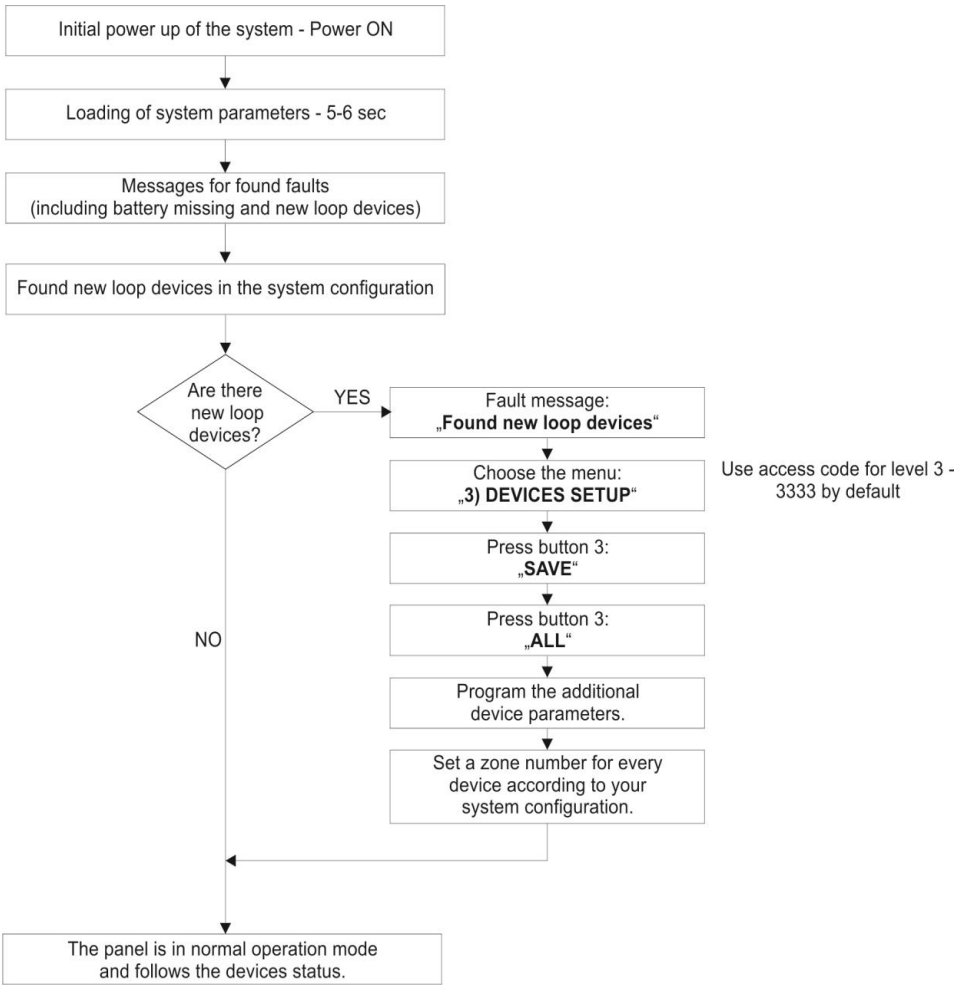 Initial power up of the system - Power ON
Loading of system parameters - 5-6 sec
Messages for found faults
(including battery missing and new loop devices)
Found new loop devices in the system configuration
Are there
new loop
devices?
YES
Fault message:
„Found new loop devices“
Choose the menu:
„3) DEVICES SETUP“
Use access code for level 3 -
3333 by default
Press button 3:
„SAVE“
Press button 3:
„ALL“
NO
Program the additional
device parameters.
Set a zone number for every
device according to your
system configuration.
The panel is in normal operation mode
and follows the devices status.